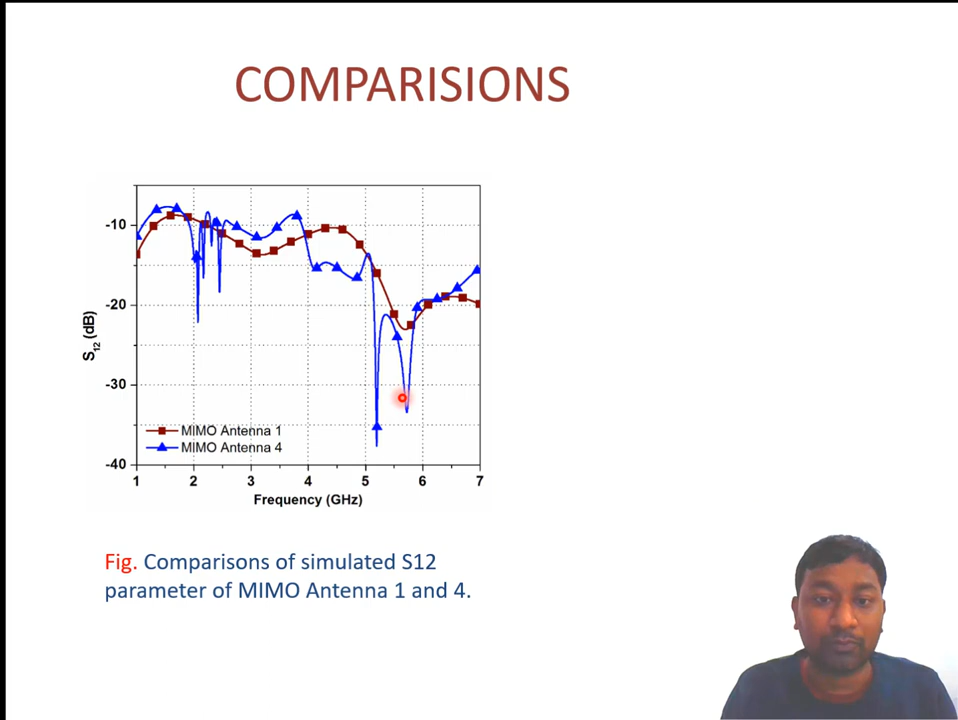 COMPARISIONS
-10
-20
-30
-40
S12 (dB)
MIMO Antenna 1
MIMO Antenna 4
1 2 3 4 5 6 7
Frequency (GHz)
Fig. Comparisons of simulated S12
parameter of MIMO Antenna 1 and 4.